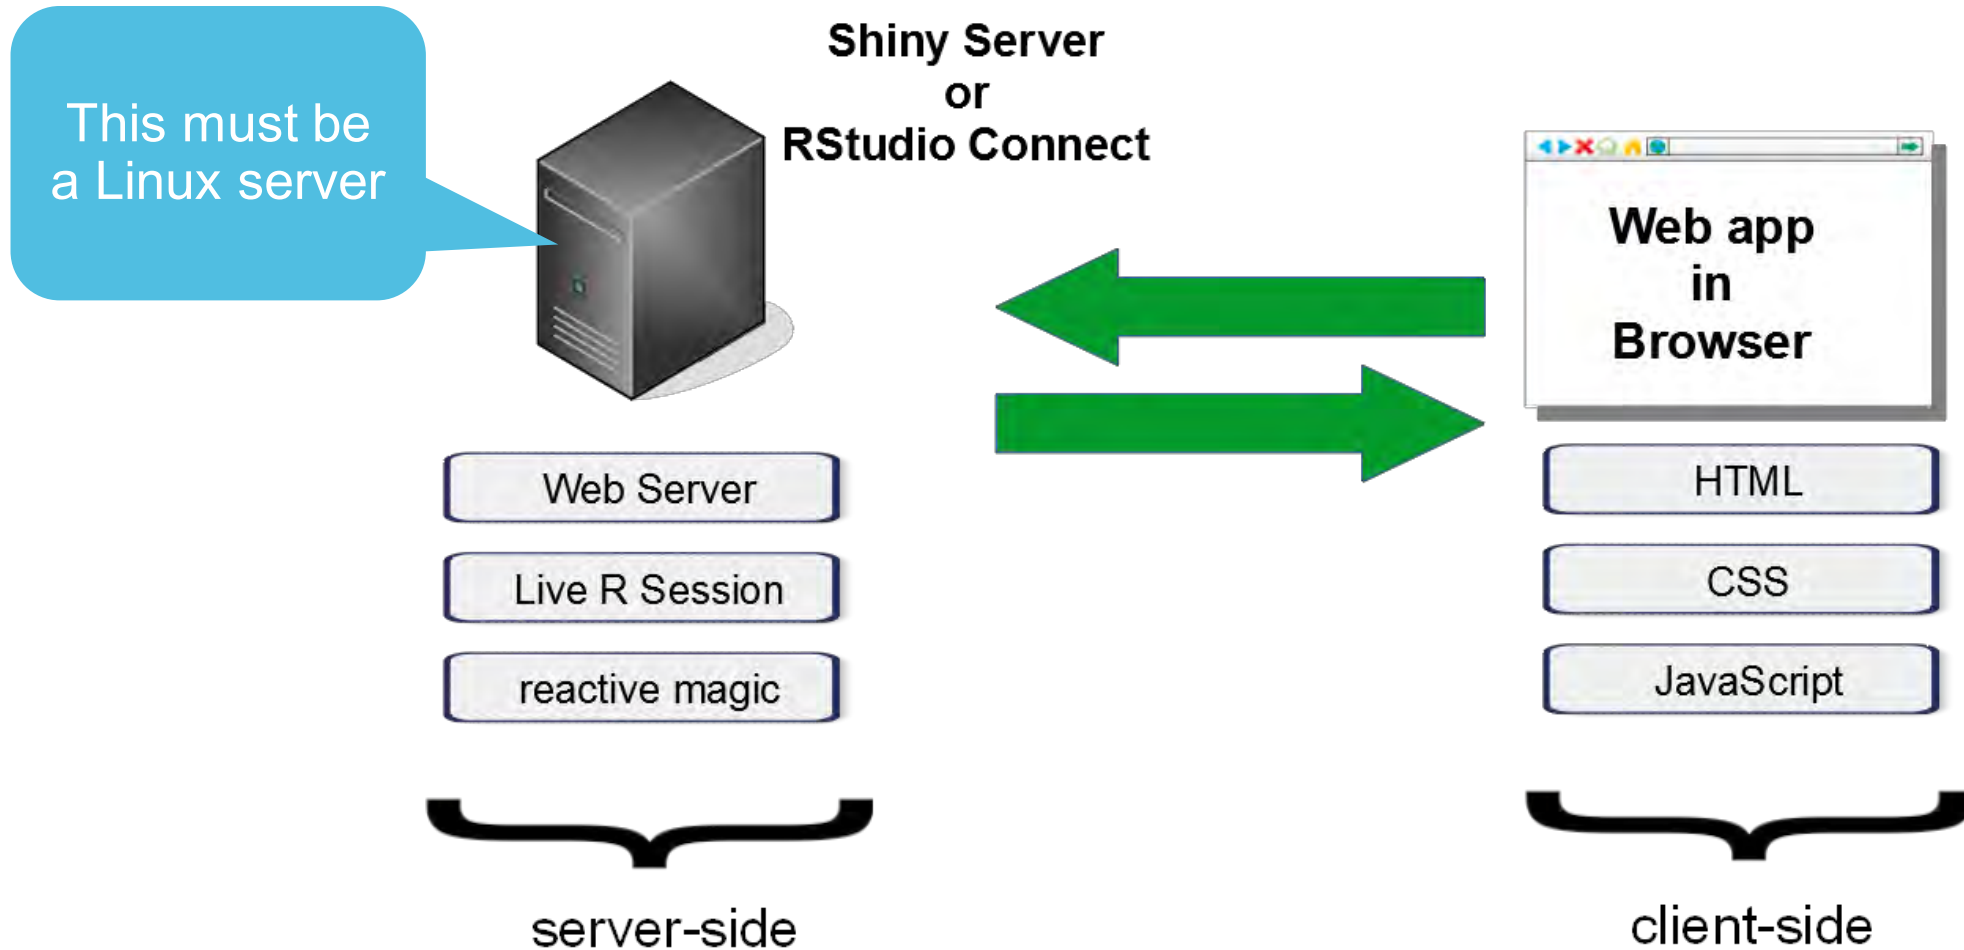 This must be
a Linux server
Shiny Server
or
RStudio Connect
Web app
in
Browser
Web Server
Live R Session
reactive magic
HTML
CSS
JavaScript
server-side
client-side